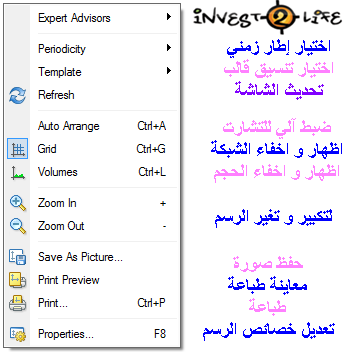 Expert Advisors
INVEST 2 LIFE
Periodicity
اختيار إطار زمني
Template
اختيار تنسيق قالب
Refresh
تحديث الشاشة
Auto Arrange Ctrl+A
ضبط آلي للتشارت
Grid Ctrl+G
اظهار و اخفاء الشبكة
Volumes Ctrl+L
اظهار و اخفاء الحجم
Zoom In +
Zoom Out -
لتكبير و تغير الرسم
Save As Picture...
حفظ صورة
Print Preview
معاينة طباعة
Print... Ctrl+P
طباعة
Properties... F8
تعديل خصائص الرسم